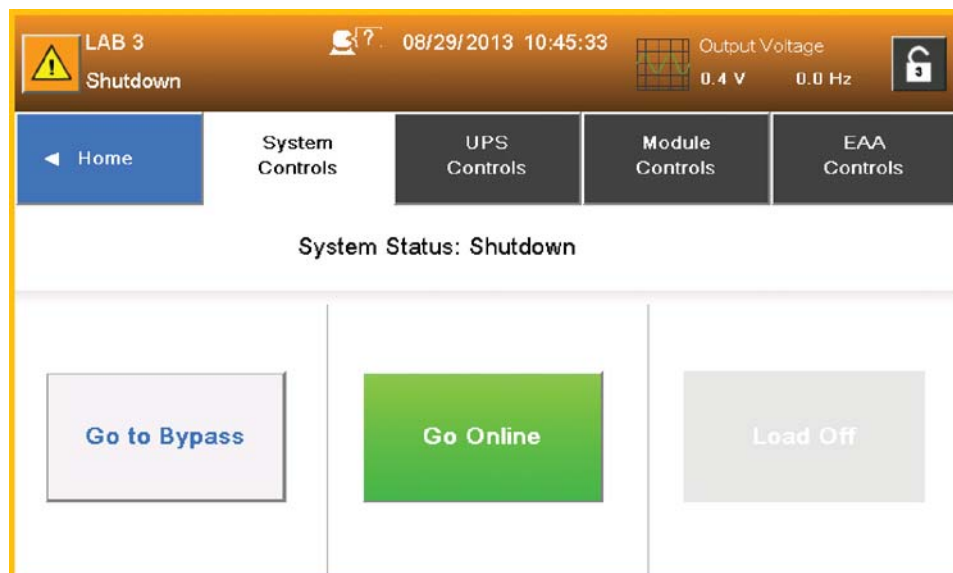 LAB 3
Shutdown
?
08/29/2013 10:45:33
Output Voltage
0.4 V 0.0 Hz
3
Home
System
Controls
UPS
Controls
Module
Controls
EAA
Controls
System Status: Shutdown
Go to Bypass
Go Online
Load Off